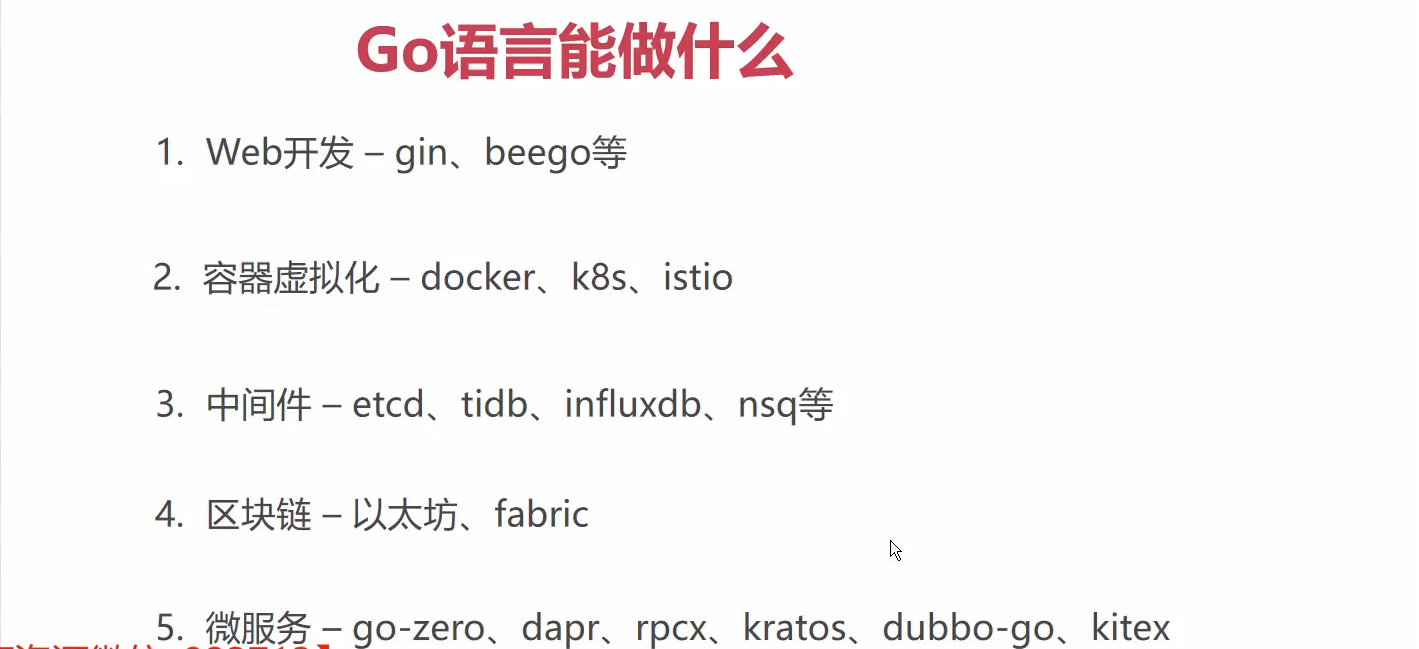 Go语言能做什么
1. Web开发 – gin、beego等
2. 容器虚拟化 – docker、k8s、istio
3. 中间件 – etcd、tidb、influxdb、nsq等
4. 区块链 – 以太坊、fabric
5. 微服务 – go-zero、dapr、rpcx、kratos、dubbo-go、kitex